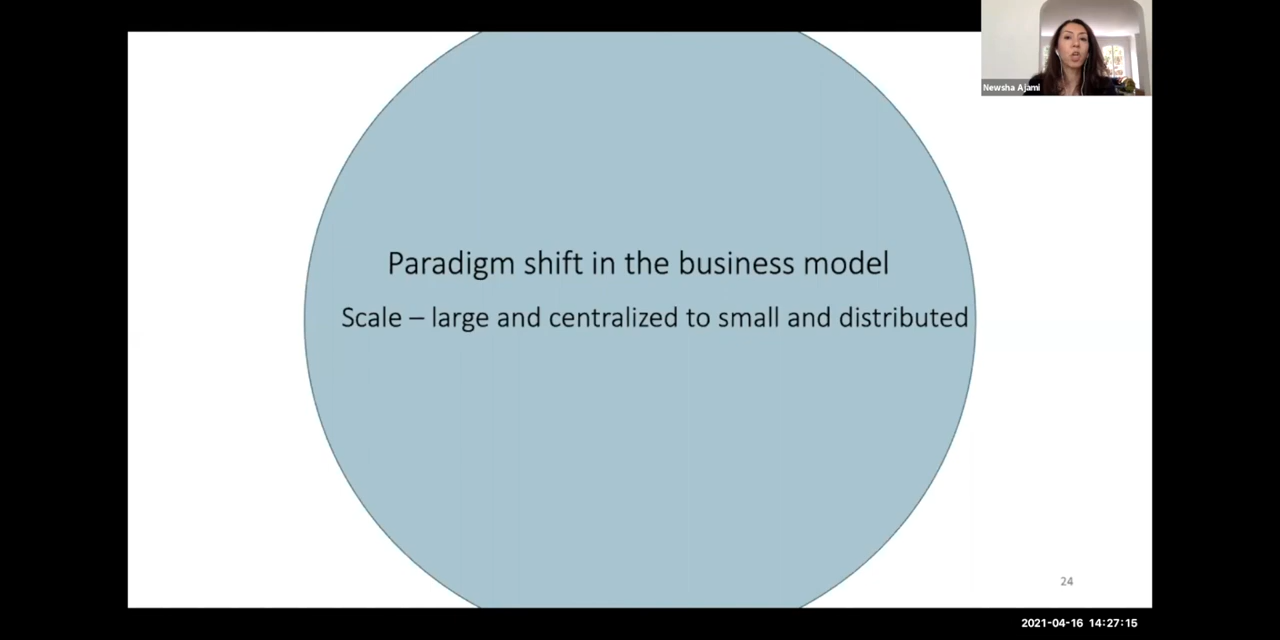 Newsha Ajami
Paradigm shift in the business model
Scale – large and centralized to small and distributed
24
2021-04-16 14:27:15